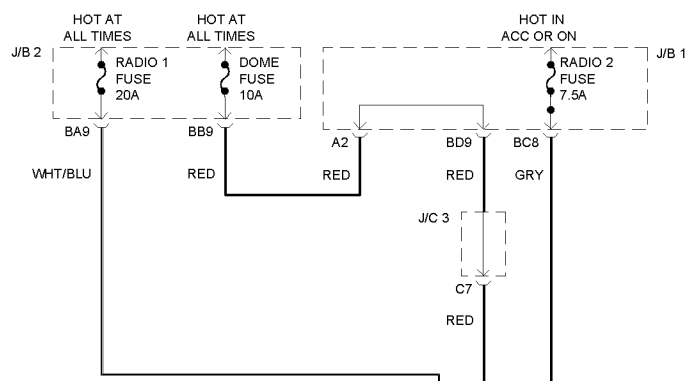 HOT AT
ALL TIMES
HOT AT
ALL TIMES
HOT IN
ACC OR ON
J/B 2
RADIO 1
FUSE
20A
DOME
FUSE
10A
RADIO 2
FUSE
7.5A
J/B 1
BA9
BB9
A2
BD9
BC8
WHT/BLU
RED
RED
RED
GRY
J/C 3
C7
RED